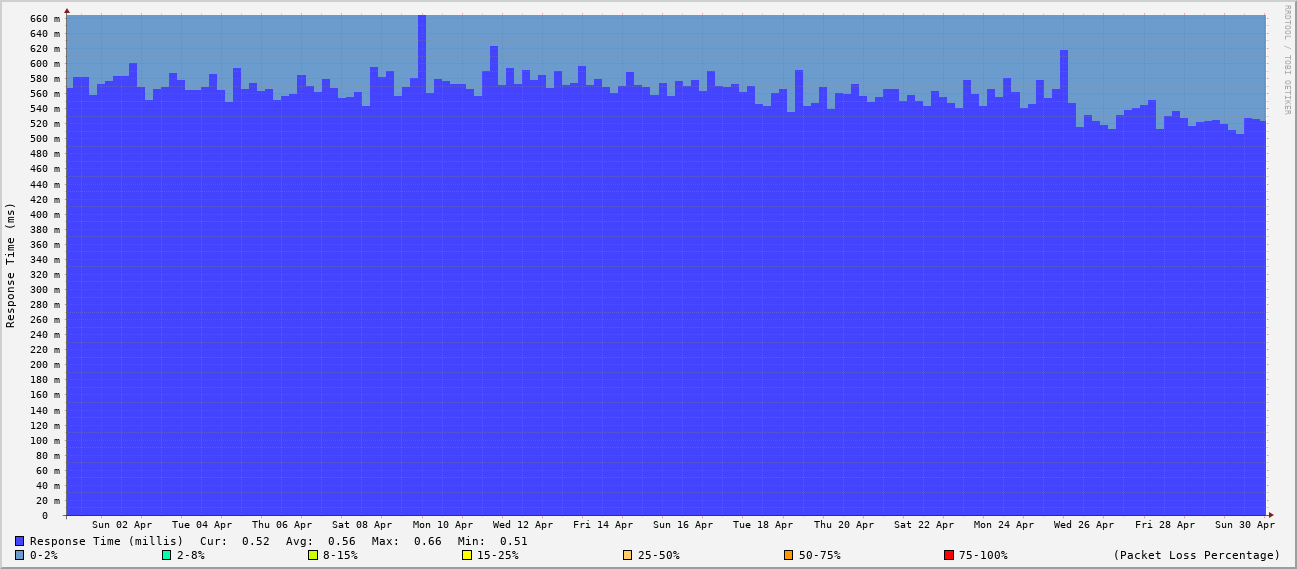 RRDTOOL / TOBI OETIKER
Response Time (ms)
660 m
640 m
620 m
600 m
580 m
560 m
540 m
520 m
500 m
480 m
460 m
440 m
420 m
400 m
380 m
360 m
340 m
320 m
300 m
280 m
260 m
240 m
220 m
200 m
180 m
160 m
140 m
120 m
100 m
80 m
60 m
40 m
20 m
0
Sun 02 Apr Tue 04 Apr Thu 06 Apr Sat 08 Apr Mon 10 Apr Wed 12 Apr Fri 14 Apr Sun 16 Apr Tue 18 Apr Thu 20 Apr Sat 22 Apr Mon 24 Apr Wed 26 Apr Fri 28 Apr Sun 30 Apr
Response Time (millis) Cur: 0.52 Avg: 0.56 Max: 0.66 Min: 0.51
0-2% 2-8% 8-15% 15-25% 25-50% 50-75% 75-100% (Packet Loss Percentage)